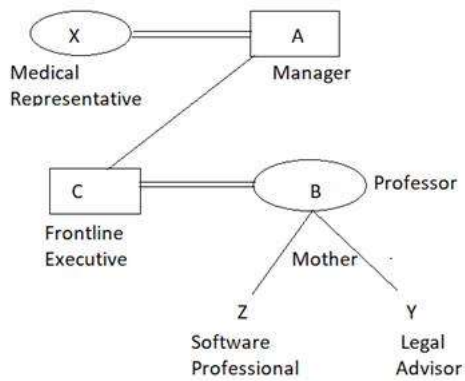 X
A
Medical
Representative
Manager
C
B
Professor
Frontline
Executive
Mother
Z
Y
Software
Professional
Legal
Advisor